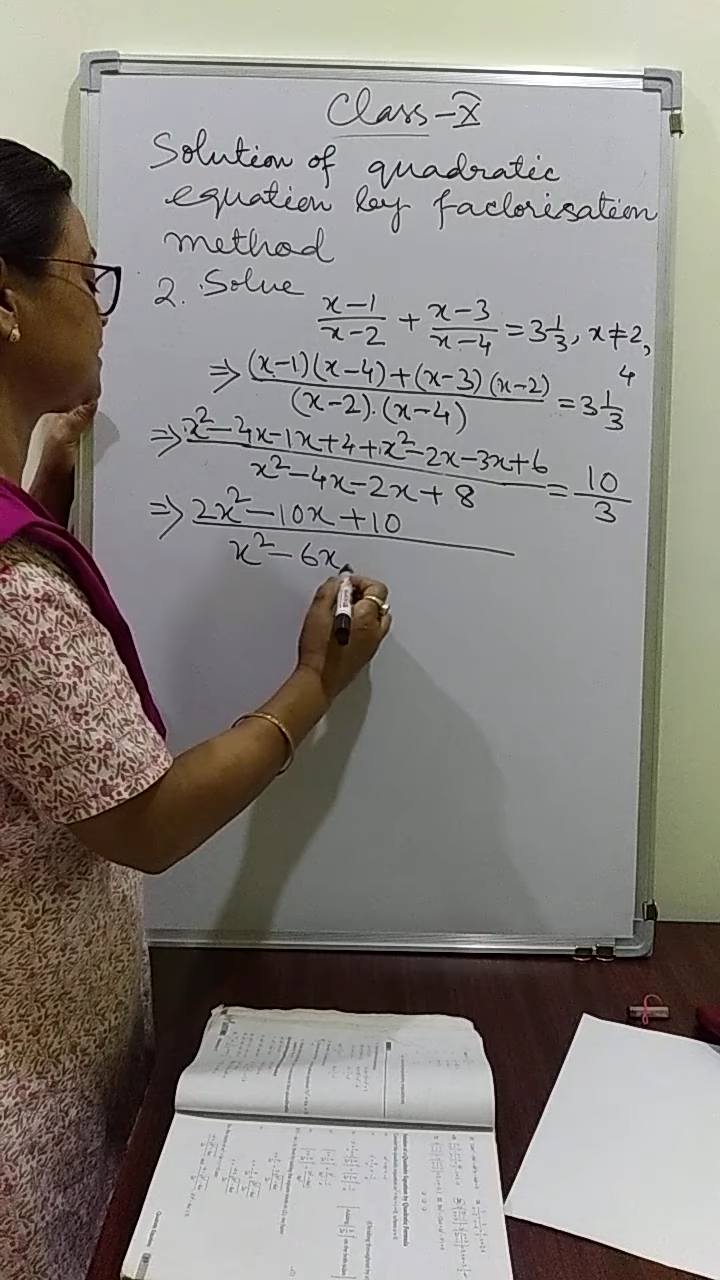 Class-X
Solution of quadratic
equation by factorisation
method
2. Solve
x-1/x-2 + x-3/x-4 = 3 1/3, x≠2, 4
⇒ (x-1)(x-4)+(x-3)(x-2)/(x-2).(x-4) = 3 1/3
⇒ x²-4x-1x+4+x²-2x-3x+6/x²-4x-2x+8 = 10/3
⇒ 2x²-10x+10/x²-6x